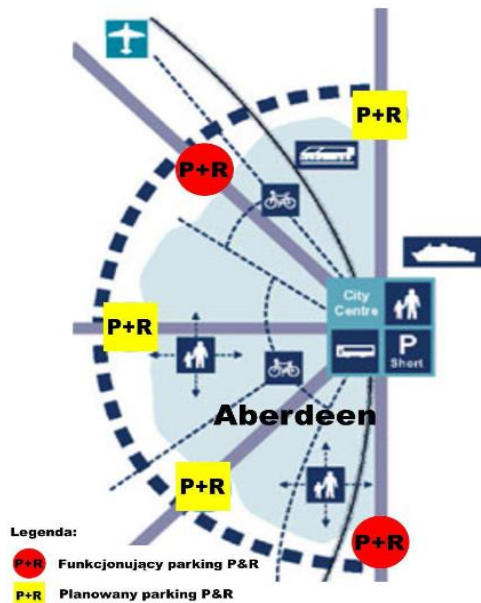 P+R
P+R
City
Centre
P+R
P
Short
Aberdeen
P+R
P+R
Legenda:
P+R Funkcjonujący parking P&R
P+R Planowany parking P&R